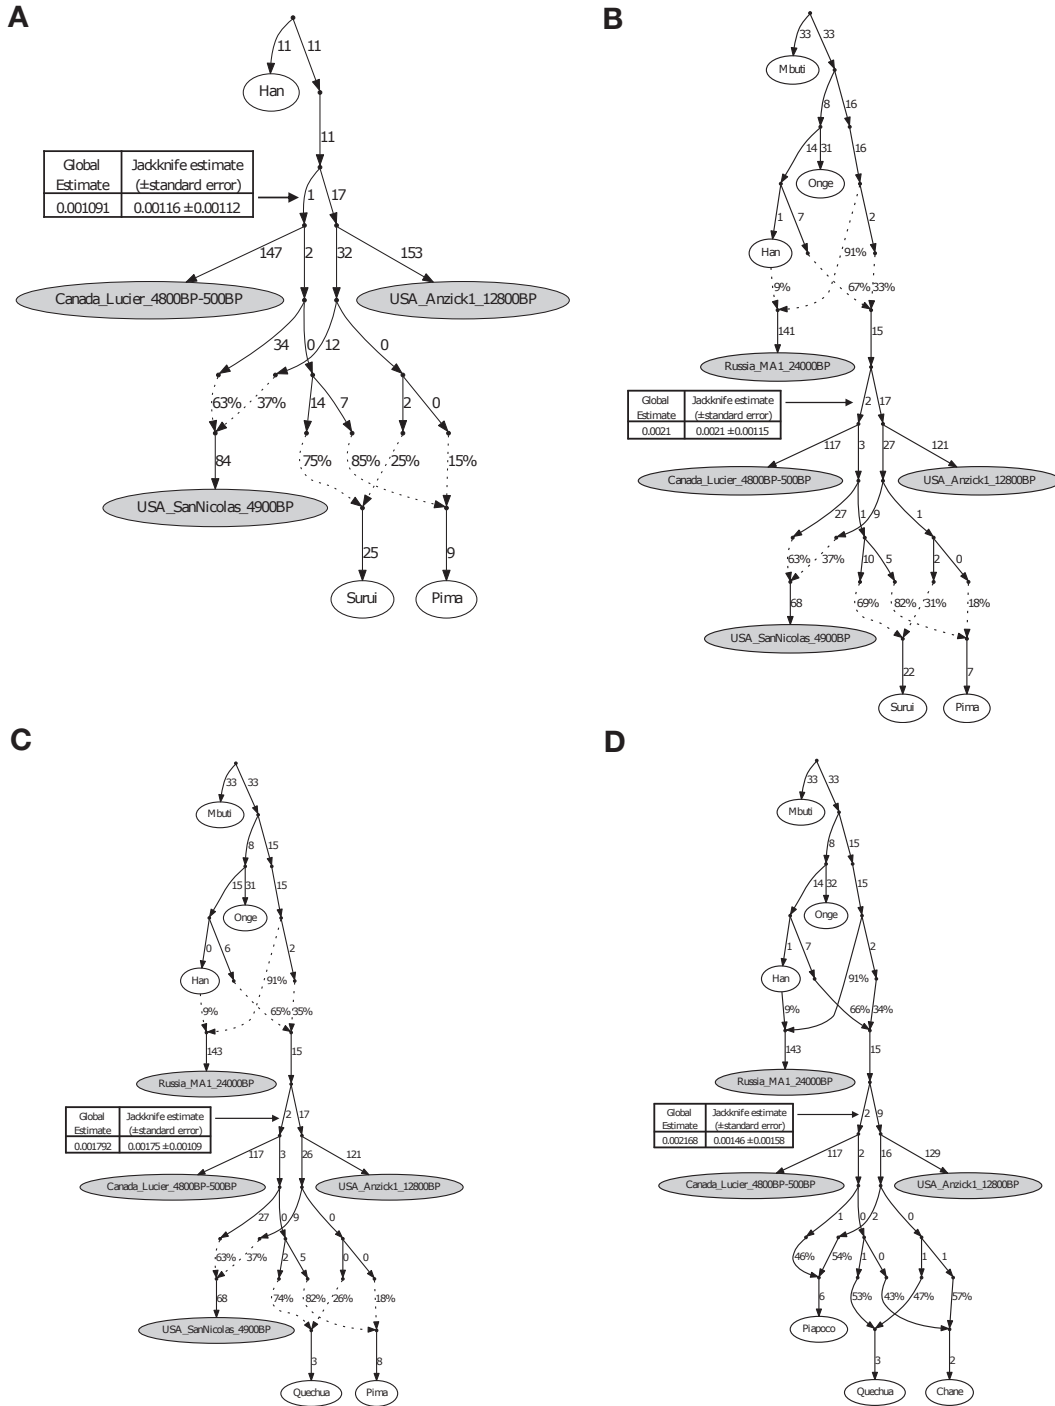 A
11 11
Han
11
Global Estimate Jackknife estimate (±standard error)
0.001091 0.00116 ±0.00112
1 17
147 2 32 153
Canada_Lucier_4800BP-500BP USA_Anzick1_12800BP
34 0 12 0
63% 37% 14 7 2 0
84 75% 85% 25% 15%
USA_SanNicolas_4900BP
25 9
Surui Pima
B
33 33
Mbuti
8 16
14 31 16
Onge
1 7 2
Han 91%
9% 67% 33%
141 15
Russia_MA1_24000BP
Global Estimate Jackknife estimate (±standard error)
0.0021 0.0021 ±0.00115
2 17
117 3 27 121
Canada_Lucier_4800BP-500BP USA_Anzick1_12800BP
27 1 9 1
63% 37% 10 5 2 0
68 69% 82% 31% 18%
USA_SanNicolas_4900BP
22 7
Surui Pima
C
33 33
Mbuti
8 15
15 31 15
Onge
0 6 2
Han 91%
9% 65% 35%
143 15
Russia_MA1_24000BP
Global Estimate Jackknife estimate (±standard error)
0.001792 0.00175 ±0.00109
2 17
117 3 26 121
Canada_Lucier_4800BP-500BP USA_Anzick1_12800BP
27 0 9 0
63% 37% 2 5 0 0
68 74% 82% 26% 18%
USA_SanNicolas_4900BP
3 8
Quechua Pima
D
33 33
Mbuti
8 15
14 32 15
Onge
1 7 2
Han 91%
9% 66% 34%
143 15
Russia_MA1_24000BP
Global Estimate Jackknife estimate (±standard error)
0.002168 0.00146 ±0.00158
2 9
117 2 16 129
Canada_Lucier_4800BP-500BP USA_Anzick1_12800BP
1 0 2 0
46% 54% 1 0 1 1
6 53% 43% 47% 57%
Piapoco
3 2
Quechua Chane